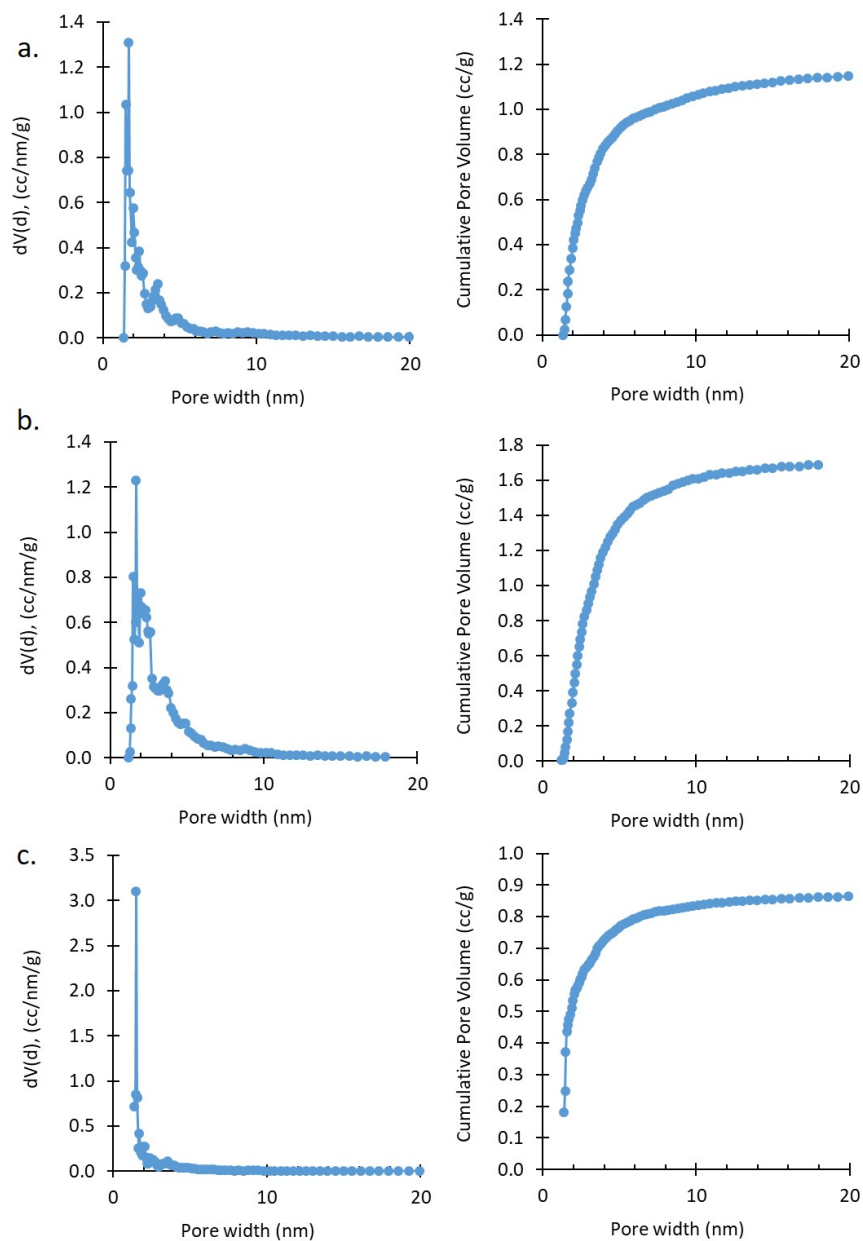 a.
dV(d), (cc/nm/g)
1.4
1.2
1.0
0.8
0.6
0.4
0.2
0.0
0 10 20
Pore width (nm)
Cumulative Pore Volume (cc/g)
1.4
1.2
1.0
0.8
0.6
0.4
0.2
0.0
0 10 20
Pore width (nm)
b.
dV(d), (cc/nm/g)
1.4
1.2
1.0
0.8
0.6
0.4
0.2
0.0
0 10 20
Pore width (nm)
Cumulative Pore Volume (cc/g)
1.8
1.6
1.4
1.2
1.0
0.8
0.6
0.4
0.2
0.0
0 10 20
Pore width (nm)
c.
dV(d), (cc/nm/g)
3.5
3.0
2.5
2.0
1.5
1.0
0.5
0.0
0 10 20
Pore width (nm)
Cumulative Pore Volume (cc/g)
1.0
0.9
0.8
0.7
0.6
0.5
0.4
0.3
0.2
0.1
0.0
0 10 20
Pore width (nm)